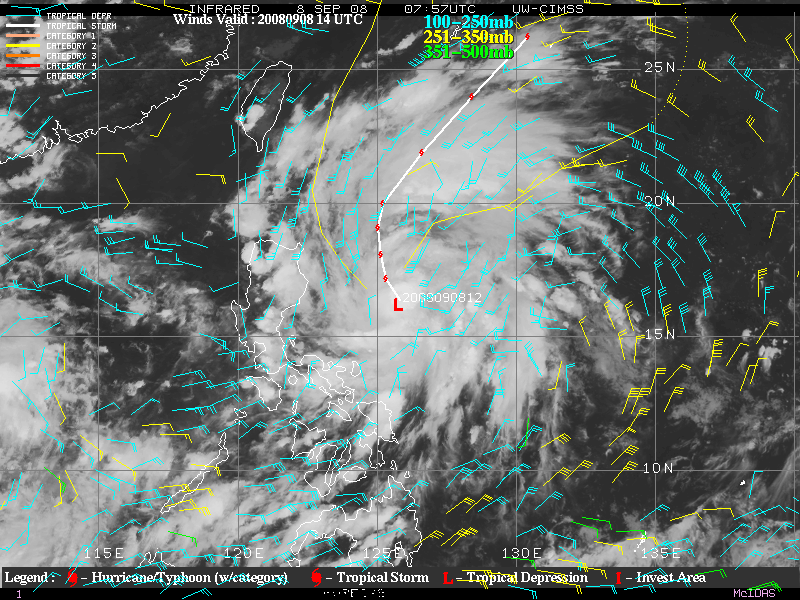 INFRARED 8 SEP 08 07:57UTC UW-CIMSS
Winds Valid : 20080908 14 UTC
TROPICAL DEPR
TROPICAL STORM
CATEGORY 1
CATEGORY 2
CATEGORY 3
CATEGORY 4
CATEGORY 5
100-250mb
251-350mb
351-500mb
25N
20N
L 2008090812
15N
10N
115E 120E 125E 130E 135E
Legend : - Hurricane/Typhoon (w/category) - Tropical Storm L - Tropical Depression I - Invest Area
1 McIDAS